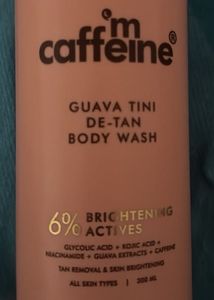 'm
caffeine®
GUAVA TINI
DE-TAN
BODY WASH
6% BRIGHTENING
ACTIVES
GLYCOLIC ACID + KOJIC ACID +
NIACINAMIDE + GUAVA EXTRACTS + CAFFEINE
TAN REMOVAL & SKIN BRIGHTENING
ALL SKIN TYPES | 200 ML